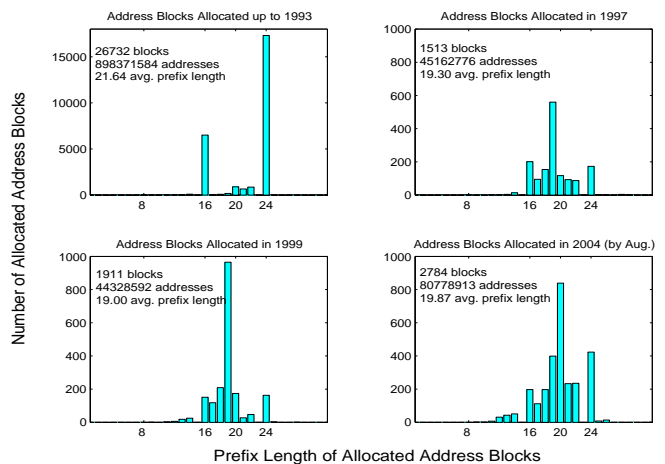 Address Blocks Allocated up to 1993
26732 blocks
898371584 addresses
21.64 avg. prefix length
15000
10000
5000
0
8 16 20 24
Address Blocks Allocated in 1997
1513 blocks
45162776 addresses
19.30 avg. prefix length
1000
800
600
400
200
0
8 16 20 24
Address Blocks Allocated in 1999
1911 blocks
44328592 addresses
19.00 avg. prefix length
1000
800
600
400
200
0
8 16 20 24
Address Blocks Allocated in 2004 (by Aug.)
2784 blocks
80778913 addresses
19.87 avg. prefix length
1000
800
600
400
200
0
8 16 20 24
Number of Allocated Address Blocks
Prefix Length of Allocated Address Blocks